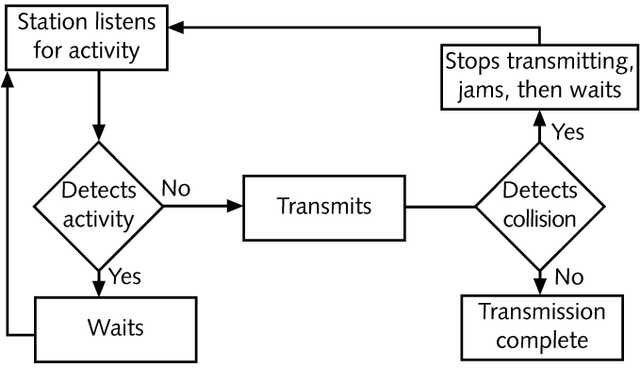 Station listens
for activity
Stops transmitting,
jams, then waits
Yes
Detects
activity
No
Transmits
Detects
collision
Yes
No
Waits
Transmission
complete